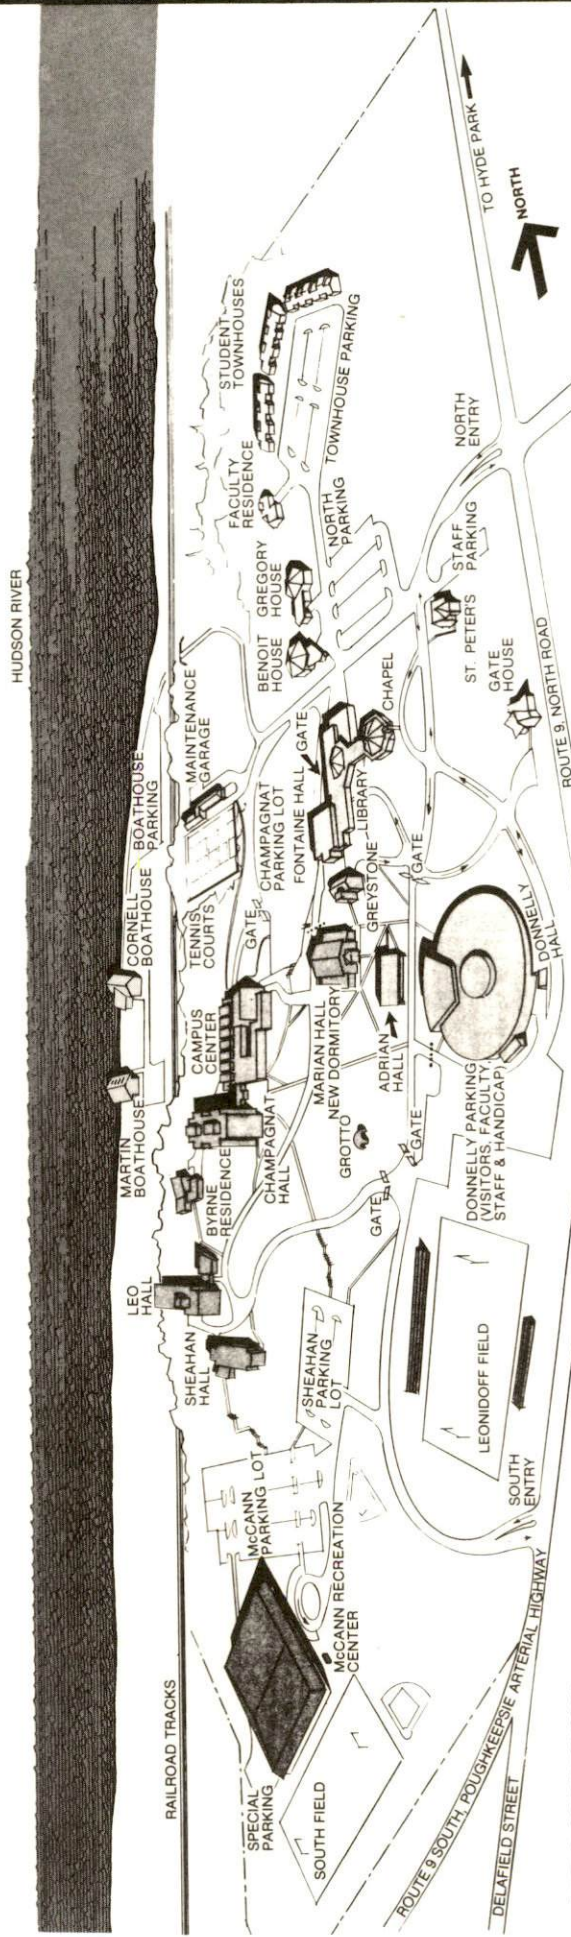 HUDSON RIVER
RAILROAD TRACKS
MARTIN
BOATHOUSE
CORNELL
BOATHOUSE
BOATHOUSE
PARKING
LEO
HALL
SHEAHAN
HALL
BYRNE
RESIDENCE
CHAMPAGNAT
HALL
CAMPUS
CENTER
TENNIS
COURTS
MAINTENANCE
GARAGE
GATE
CHAMPAGNAT
PARKING LOT
FONTAINE HALL
GATE
BENOIT
HOUSE
GREGORY
HOUSE
FACULTY
RESIDENCE
STUDENT
TOWNHOUSES
TOWNHOUSE PARKING
NORTH
PARKING
SPECIAL
PARKING
SOUTH FIELD
McCANN RECREATION
CENTER
McCANN
PARKING LOT
SHEAHAN
PARKING
LOT
GROTTO
MARIAN HALL
NEW DORMITORY
ADRIAN
HALL
GREYSTONE
LIBRARY
CHAPEL
GATE
GATE
GATE
ST. PETER'S
GATE
HOUSE
STAFF
PARKING
NORTH
ENTRY
TO HYDE PARK
NORTH
DONNELLY
HALL
DONNELLY PARKING
(VISITORS, FACULTY,
STAFF & HANDICAP)
LEONIDOFF FIELD
SOUTH
ENTRY
ROUTE 9, NORTH ROAD
ROUTE 9 SOUTH, POUGHKEEPSIE ARTERIAL HIGHWAY
DELAFIELD STREET